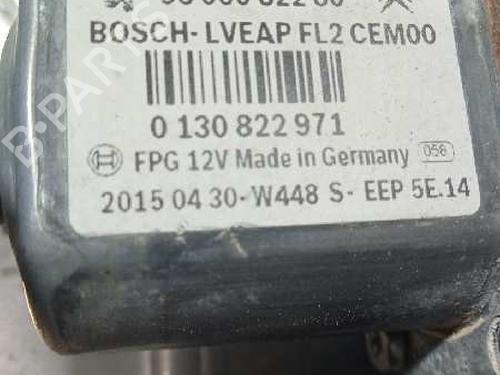 BOSCH- LVEAP FL2 CEM00
0 130 822 971
FPG 12V Made in Germany 058
2015 04 30-W448 S- EEP 5E.14
B-Parts